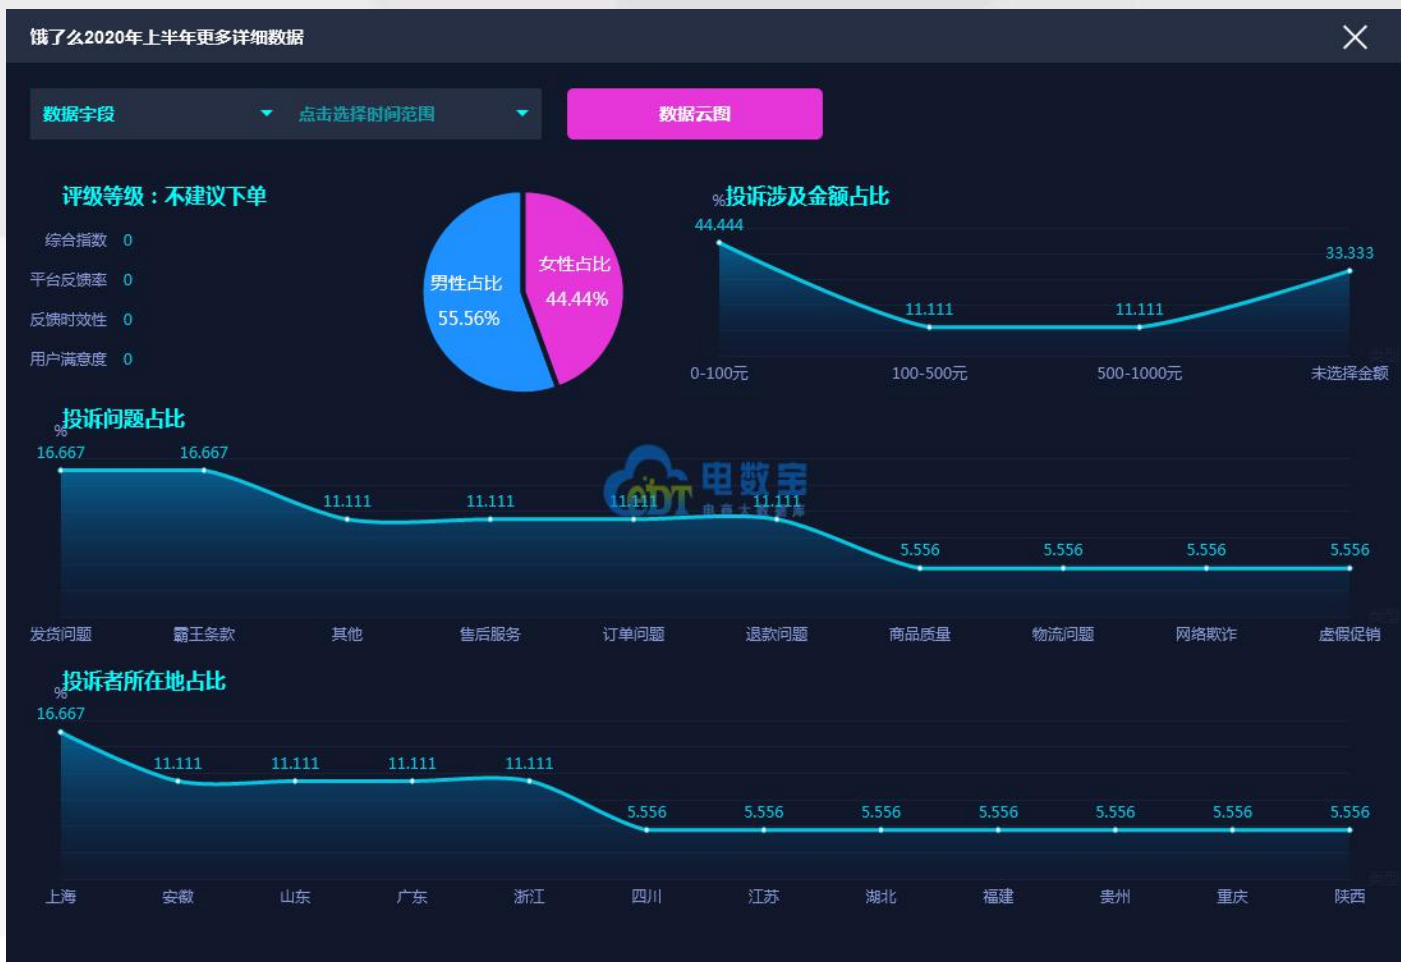 饿了么2020年上半年更多详细数据
数据字段 点击选择时间范围 数据云图
评级等级：不建议下单
综合指数 0
平台反馈率 0
反馈时效性 0
用户满意度 0
男性占比
55.56%
女性占比
44.44%
投诉涉及金额占比
%
44.444 11.111 11.111 33.333
0-100元 100-500元 500-1000元 未选择金额
类型
投诉问题占比
%
16.667 16.667 11.111 11.111 11.111 11.111 5.556 5.556 5.556 5.556
电数宝
电商大数据库
发货问题 霸王条款 其他 售后服务 订单问题 退款问题 商品质量 物流问题 网络欺诈 虚假促销
类型
投诉者所在地占比
%
16.667 11.111 11.111 11.111 11.111 5.556 5.556 5.556 5.556 5.556 5.556 5.556
上海 安徽 山东 广东 浙江 四川 江苏 湖北 福建 贵州 重庆 陕西
类型